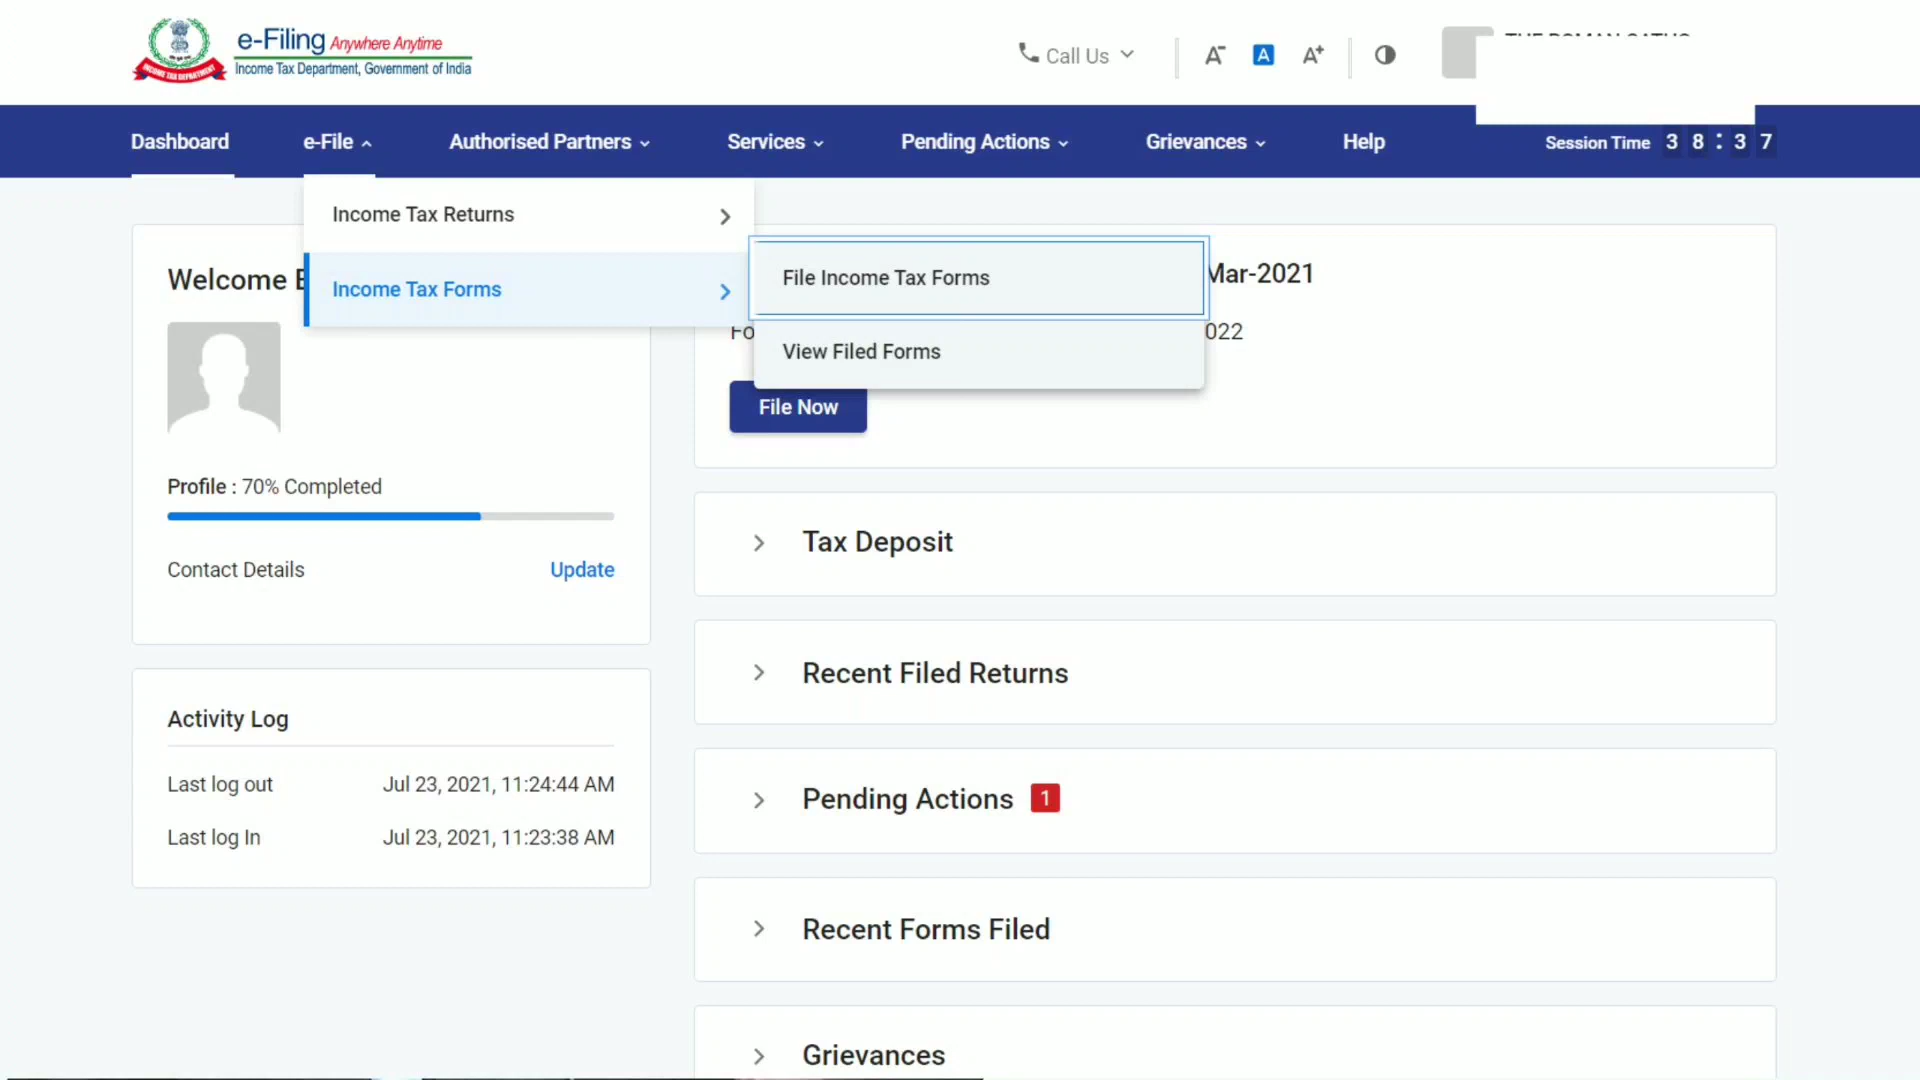 e-Filing Anywhere Anytime
Income Tax Department, Government of India
INCOME TAX DEPARTMENT
Call Us
A- A A+
Dashboard e-File Authorised Partners Services Pending Actions Grievances Help Session Time 3 8 : 3 7
Income Tax Returns
Income Tax Forms
File Income Tax Forms
View Filed Forms
Welcome
Mar-2021
022
File Now
Profile : 70% Completed
Contact Details Update
Activity Log
Last log out Jul 23, 2021, 11:24:44 AM
Last log In Jul 23, 2021, 11:23:38 AM
Tax Deposit
Recent Filed Returns
Pending Actions 1
Recent Forms Filed
Grievances